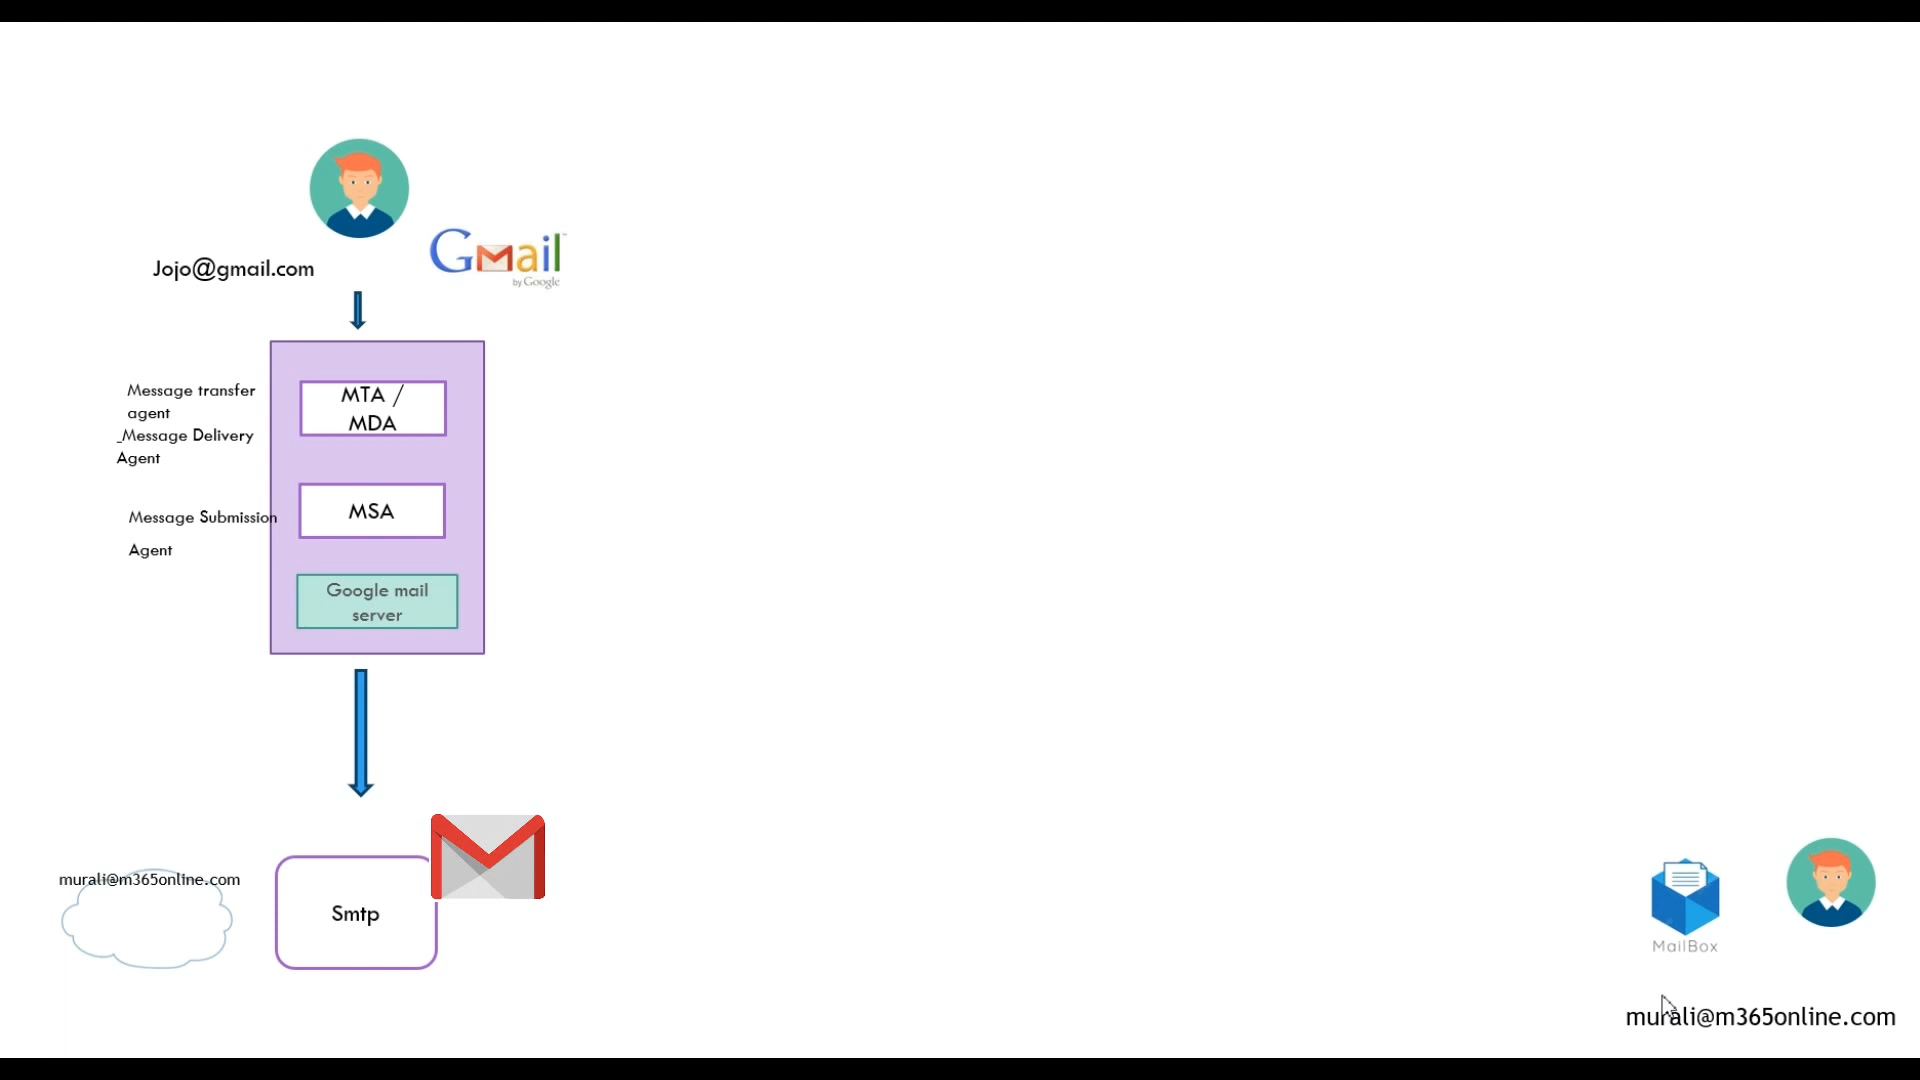 Jojo@gmail.com
Gmail
by Google
Message transfer
agent
_Message Delivery
Agent
MTA /
MDA
Message Submission
Agent
MSA
Google mail
server
murali@m365online.com
Smtp
MailBox
murali@m365online.com